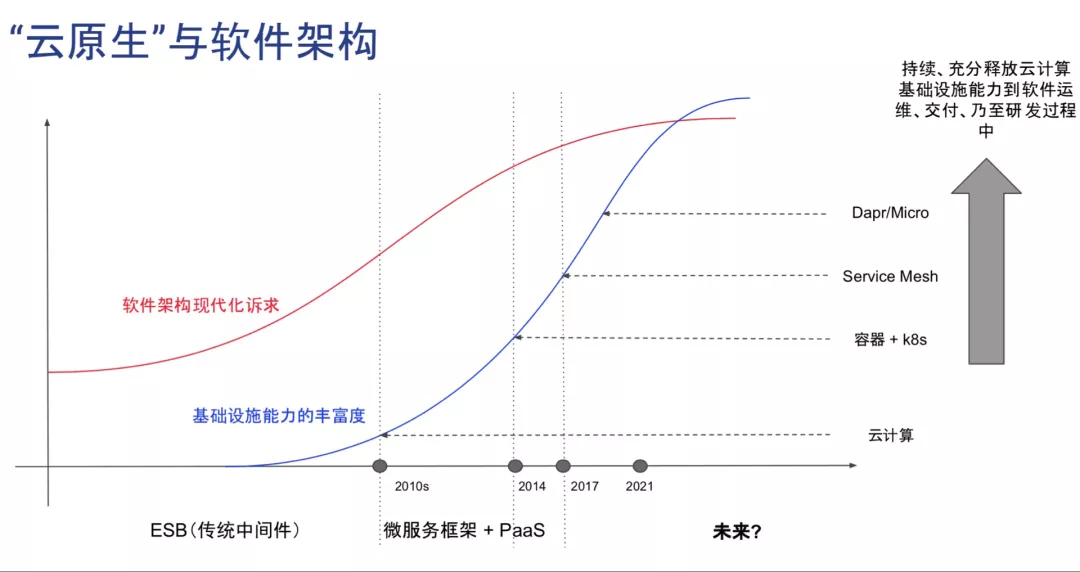 “云原生”与软件架构
持续、充分释放云计算
基础设施能力到软件运
维、交付、乃至研发过程
中
Dapr/Micro
Service Mesh
软件架构现代化诉求
容器 + k8s
基础设施能力的丰富度
云计算
2010s
2014
2017
2021
ESB（传统中间件）
微服务框架 + PaaS
未来？